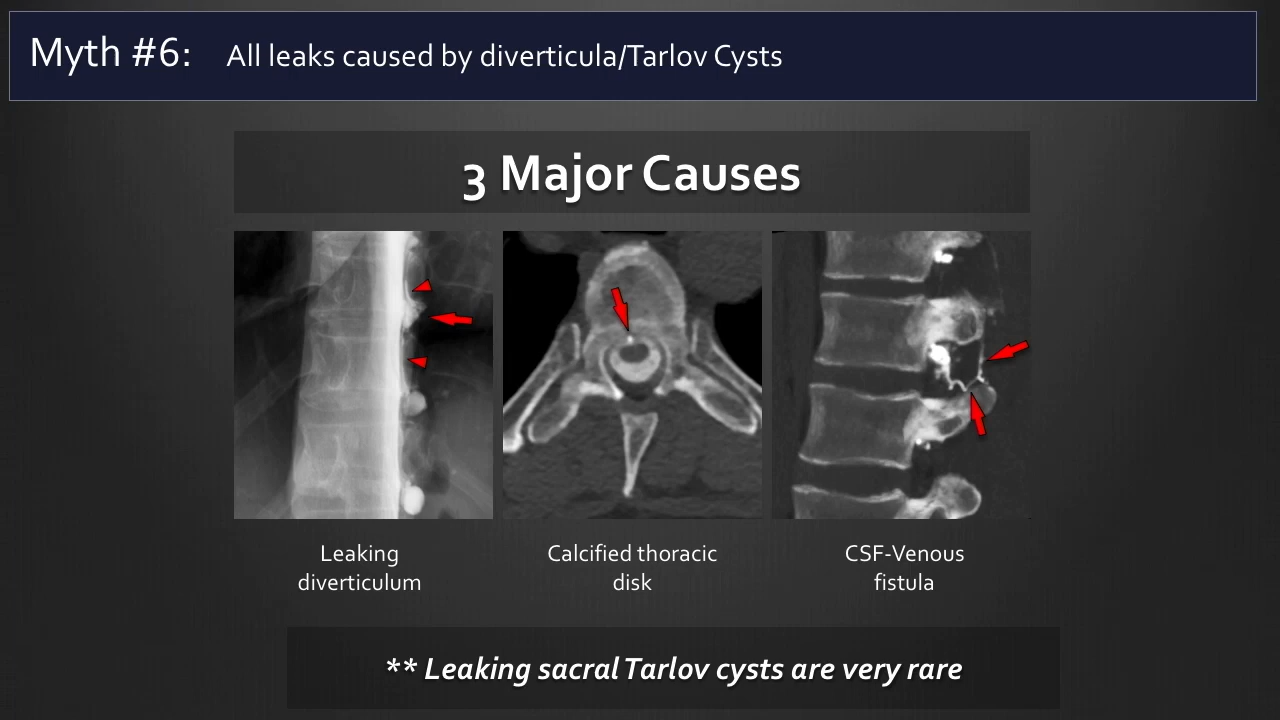 Myth #6: All leaks caused by diverticula/Tarlov Cysts
3 Major Causes
Leaking
diverticulum
Calcified thoracic
disk
CSF-Venous
fistula
** Leaking sacral Tarlov cysts are very rare